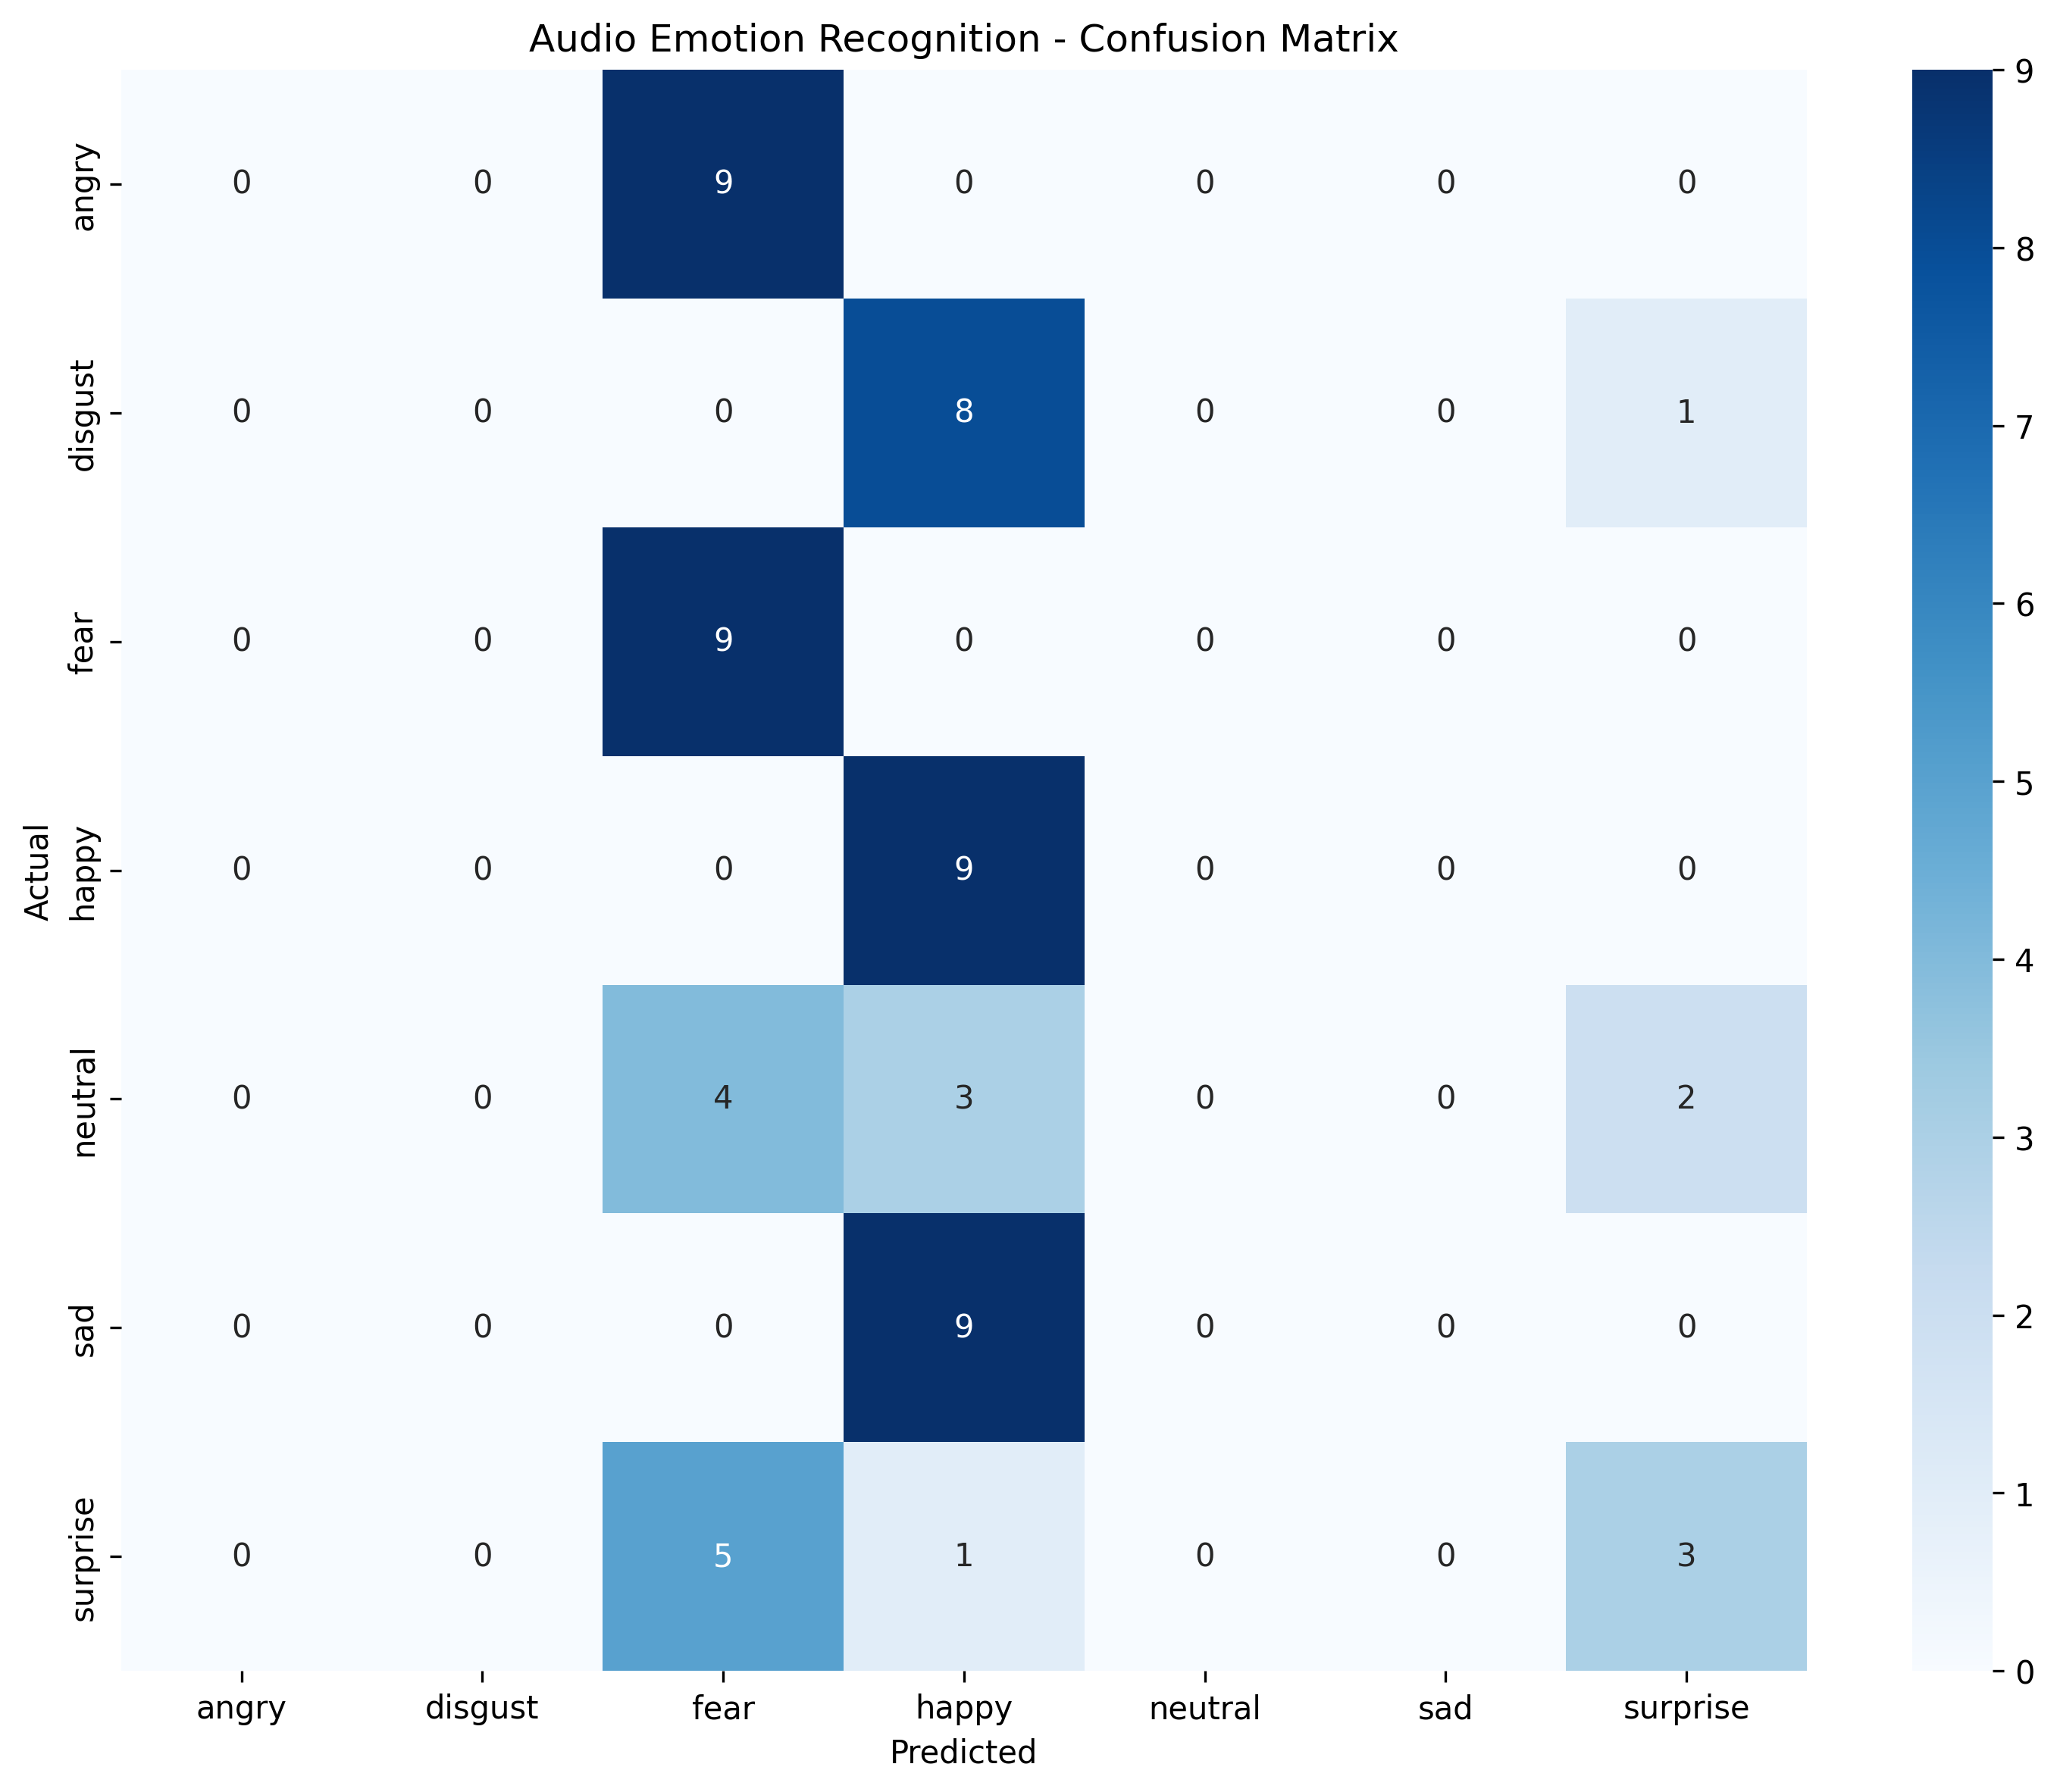 Audio Emotion Recognition - Confusion Matrix
Actual
angry 0 0 9 0 0 0 0
disgust 0 0 0 8 0 0 1
fear 0 0 9 0 0 0 0
happy 0 0 0 9 0 0 0
neutral 0 0 4 3 0 0 2
sad 0 0 0 9 0 0 0
surprise 0 0 5 1 0 0 3
angry disgust fear happy neutral sad surprise
Predicted
9
8
7
6
5
4
3
2
1
0